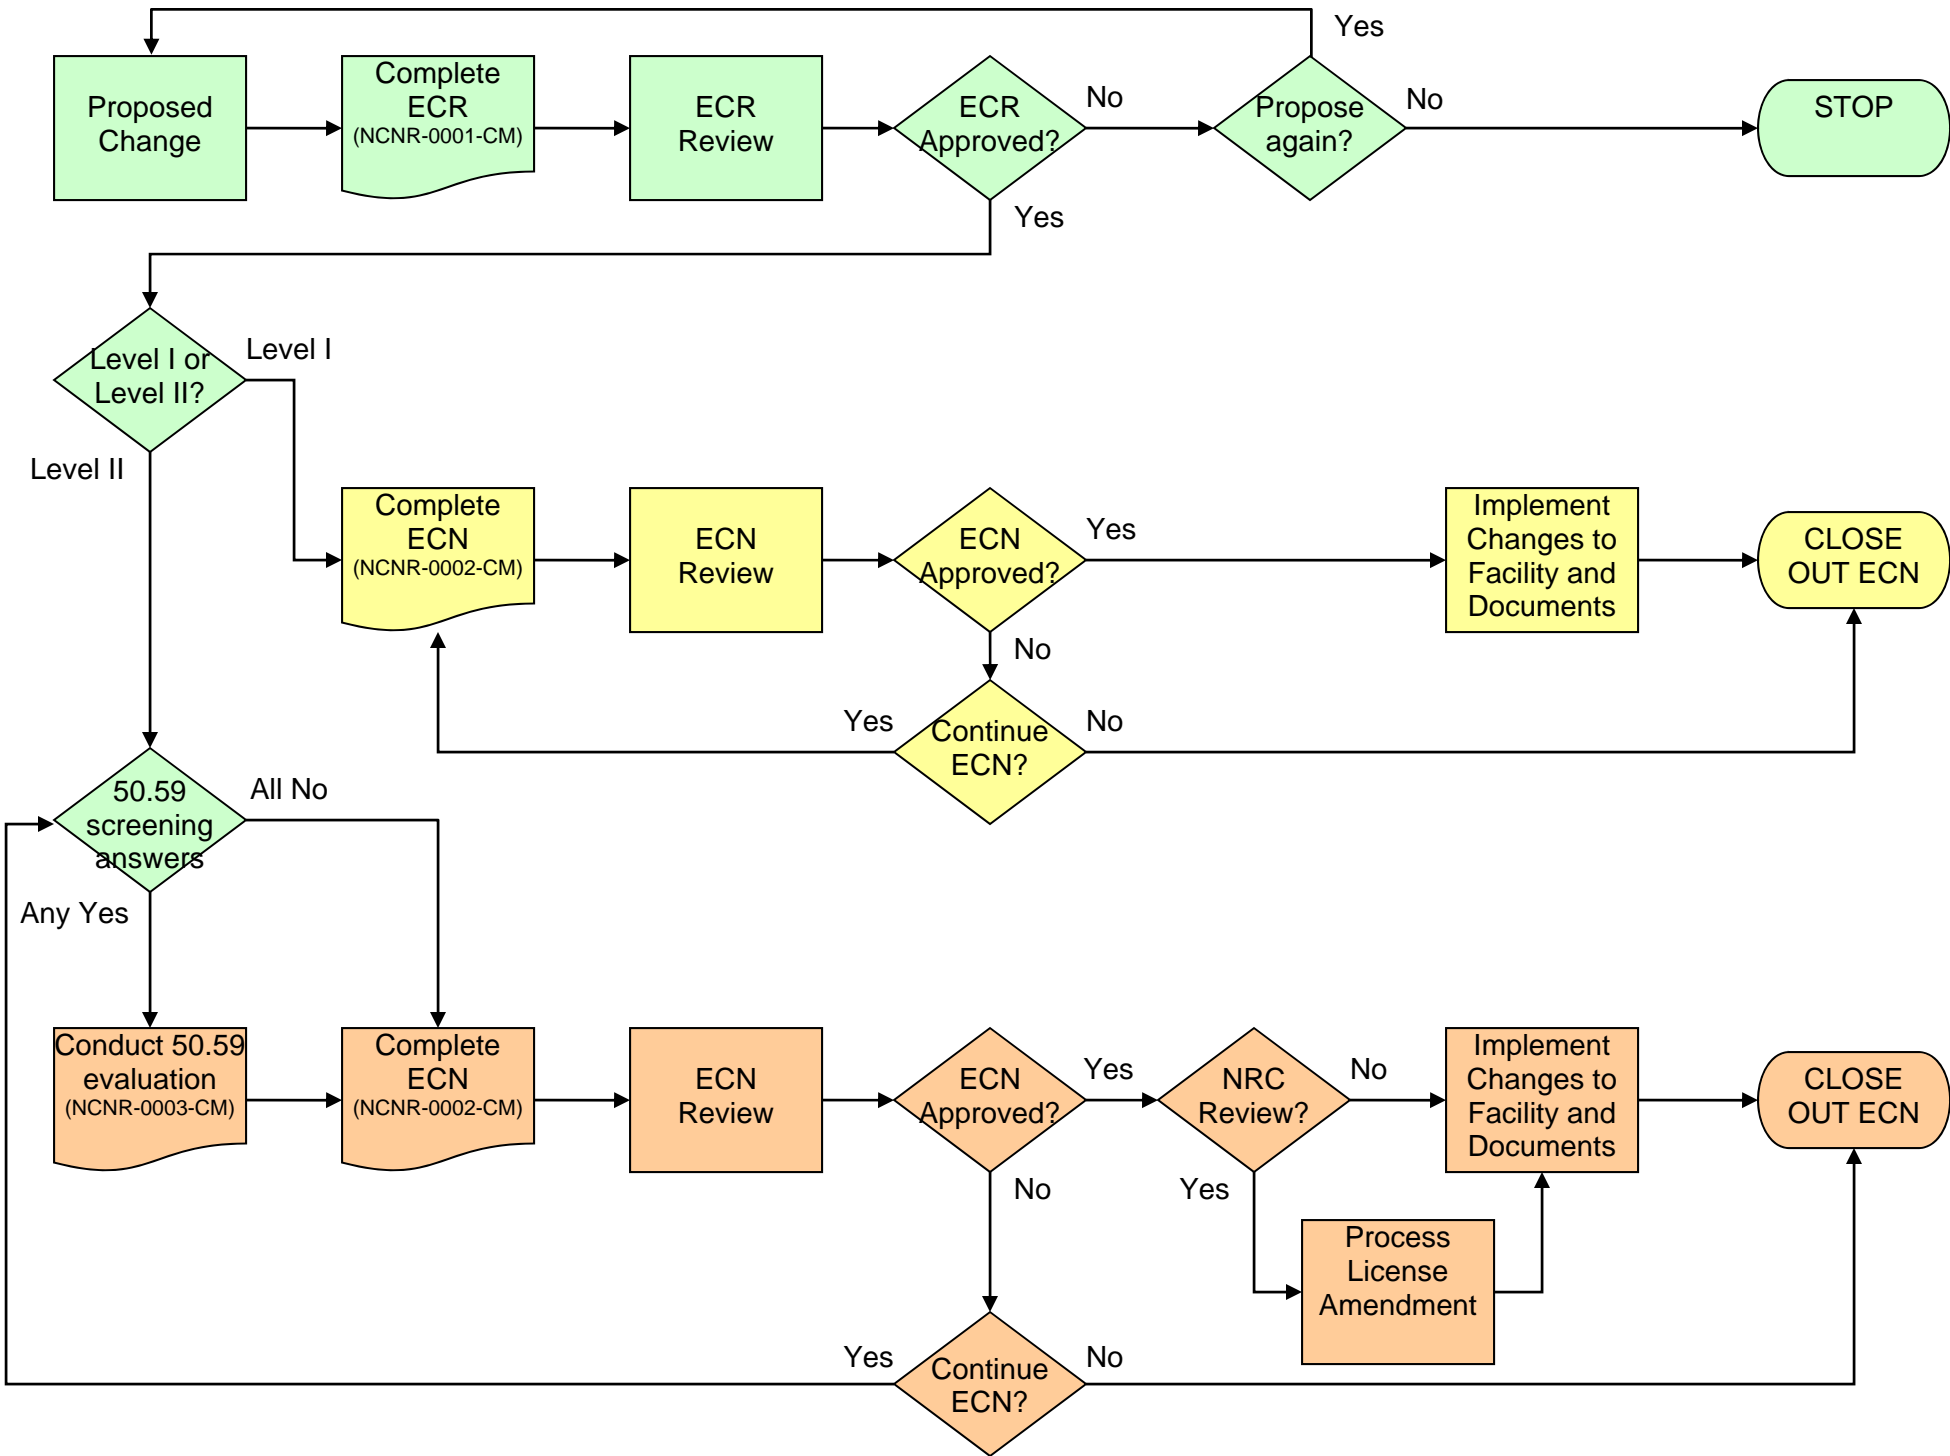 Yes
Proposed
Change
Complete
ECR
(NCNR-0001-CM)
ECR
Review
ECR
Approved?
No
Propose
again?
No
STOP
Yes
Level I or
Level II?
Level I
Level II
Complete
ECN
(NCNR-0002-CM)
ECN
Review
ECN
Approved?
Yes
Implement
Changes to
Facility and
Documents
CLOSE
OUT ECN
No
Yes
Continue
ECN?
No
50.59
screening
answers
All No
Any Yes
Conduct 50.59
evaluation
(NCNR-0003-CM)
Complete
ECN
(NCNR-0002-CM)
ECN
Review
ECN
Approved?
Yes
NRC
Review?
No
Implement
Changes to
Facility and
Documents
CLOSE
OUT ECN
No
Yes
Process
License
Amendment
Yes
Continue
ECN?
No